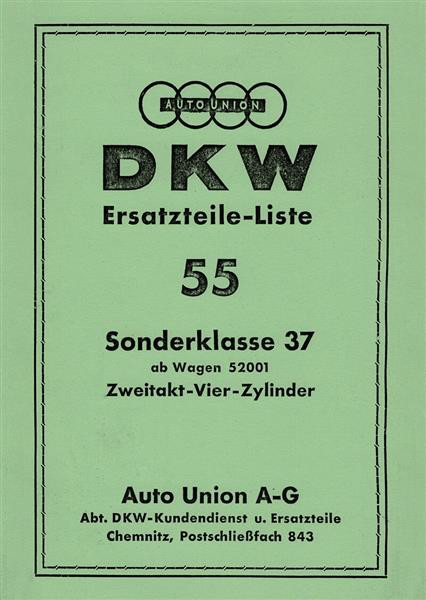 AUTO UNION
DKW
Ersatzteile-Liste
55
Sonderklasse 37
ab Wagen 52001
Zweitakt-Vier-Zylinder
Auto Union A-G
Abt. DKW-Kundendienst u. Ersatzteile
Chemnitz, Postschließfach 843